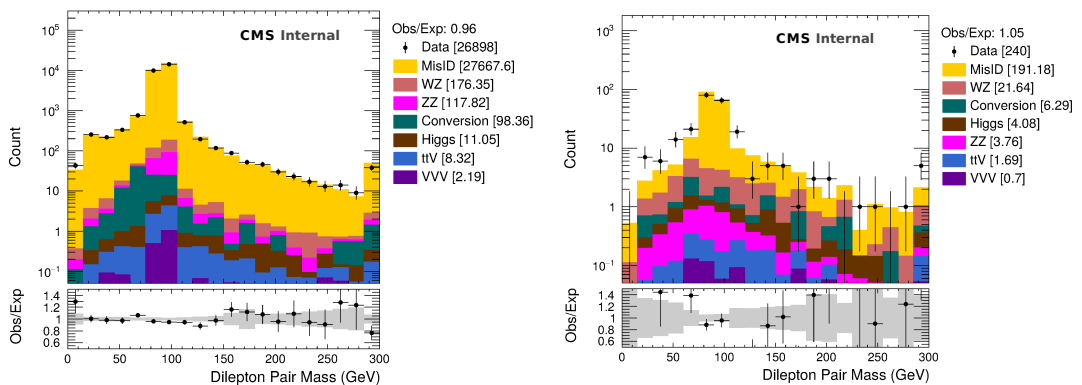 Obs/Exp: 0.96
CMS Internal
Data [26898]
MisID [27667.6]
WZ [176.35]
ZZ [117.82]
Conversion [98.36]
Higgs [11.05]
ttV [8.32]
VVV [2.19]
Count
10^5
10^4
10^3
10^2
10
1
10^-1
Obs/Exp
1.4
1.2
1
0.8
0.6
0 50 100 150 200 250 300
Dilepton Pair Mass (GeV)
Obs/Exp: 1.05
CMS Internal
Data [240]
MisID [191.18]
WZ [21.64]
Conversion [6.29]
Higgs [4.08]
ZZ [3.76]
ttV [1.69]
VVV [0.7]
Count
10^3
10^2
10
1
10^-1
Obs/Exp
1.4
1.2
1
0.8
0.6
0 50 100 150 200 250 300
Dilepton Pair Mass (GeV)